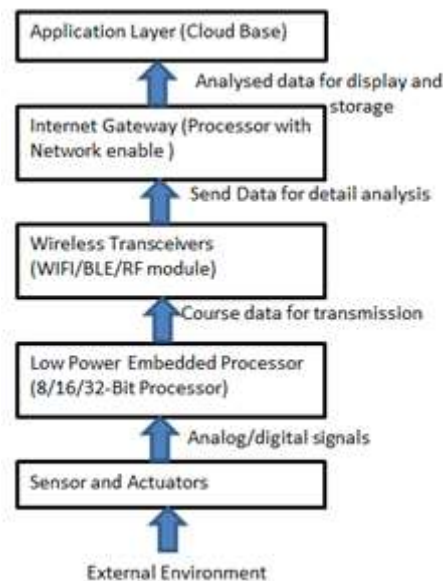 Application Layer (Cloud Base)
Analysed data for display and
storage
Internet Gateway (Processor with
Network enable )
Send Data for detail analysis
Wireless Transceivers
(WIFI/BLE/RF module)
Course data for transmission
Low Power Embedded Processor
(8/16/32-Bit Processor)
Analog/digital signals
Sensor and Actuators
External Environment